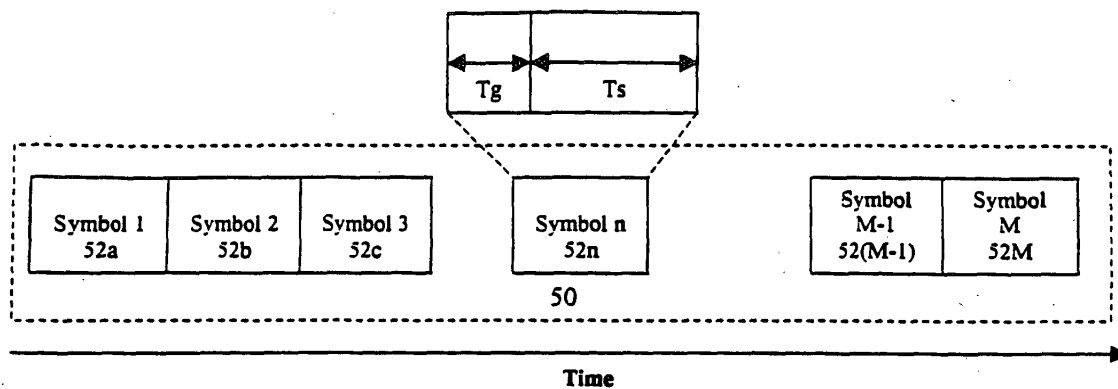 Tg
Ts
Symbol 1
52a
Symbol 2
52b
Symbol 3
52c
Symbol n
52n
Symbol
M-1
52(M-1)
Symbol
M
52M
50
Time